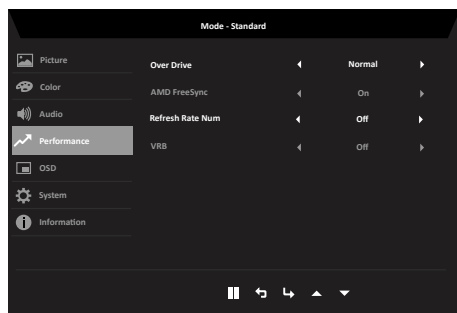 Mode - Standard
Picture
Over Drive Normal
Color
AMD FreeSync On
Audio
Refresh Rate Num Off
Performance
VRB Off
OSD
System
Information